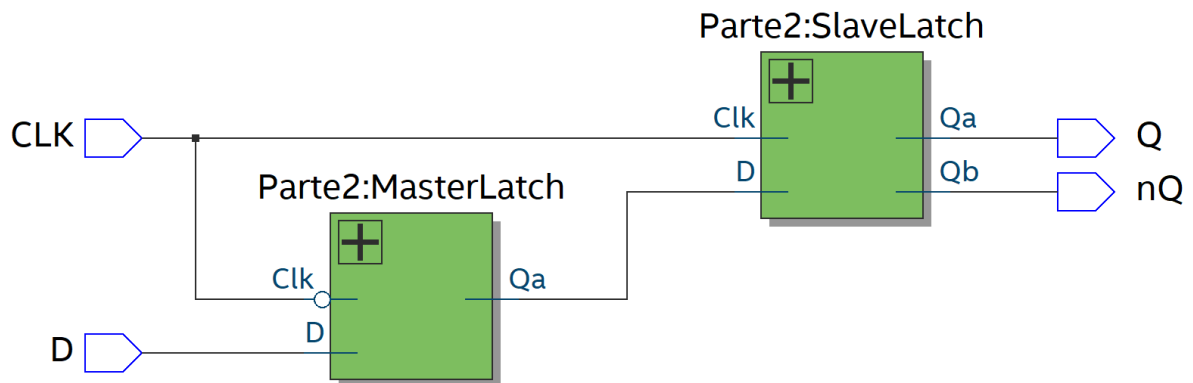 Parte2:SlaveLatch
CLK
Clk
Qa
Q
D
Qb
nQ
Parte2:MasterLatch
Clk
Qa
D
D